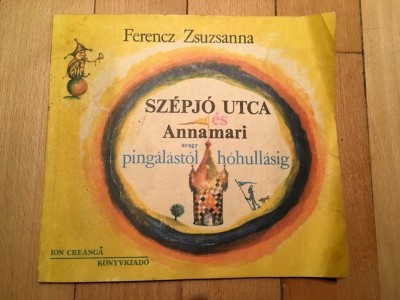 Ferencz Zsuzsanna
SZÉPJÓ UTCA
és
Annamari
avagy
pingálástól hóhullásig
ION CREANGĂ
KÖNYVKIADÓ